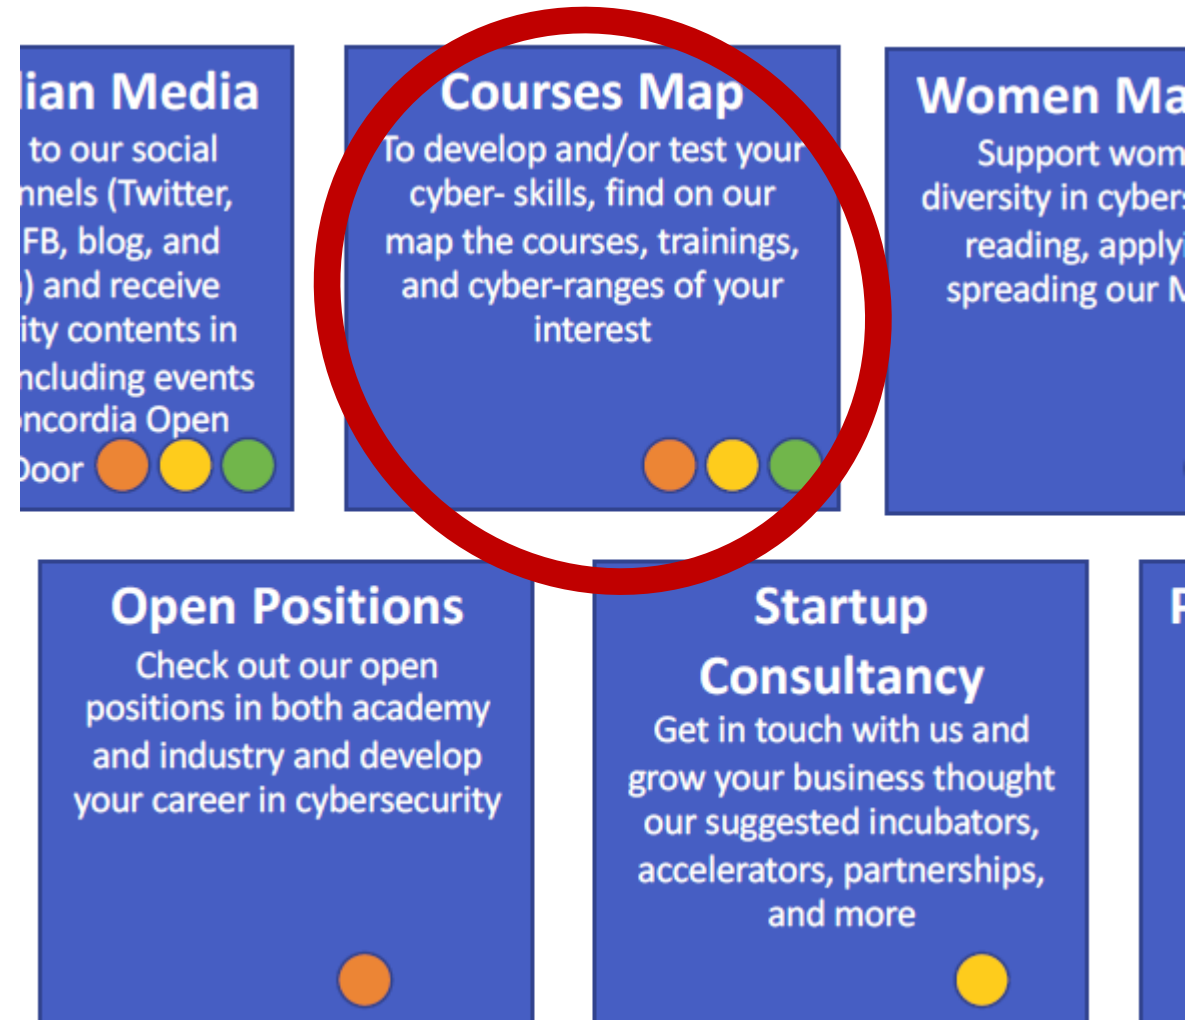 lian Media
to our social
nnels (Twitter,
FB, blog, and
) and receive
ity contents in
ncluding events
oncordia Open
Door
Courses Map
To develop and/or test your
cyber- skills, find on our
map the courses, trainings,
and cyber-ranges of your
interest
Women Ma
Support wom
diversity in cybers
reading, applyi
spreading our M
Open Positions
Check out our open
positions in both academy
and industry and develop
your career in cybersecurity
Startup
Consultancy
Get in touch with us and
grow your business thought
our suggested incubators,
accelerators, partnerships,
and more
P